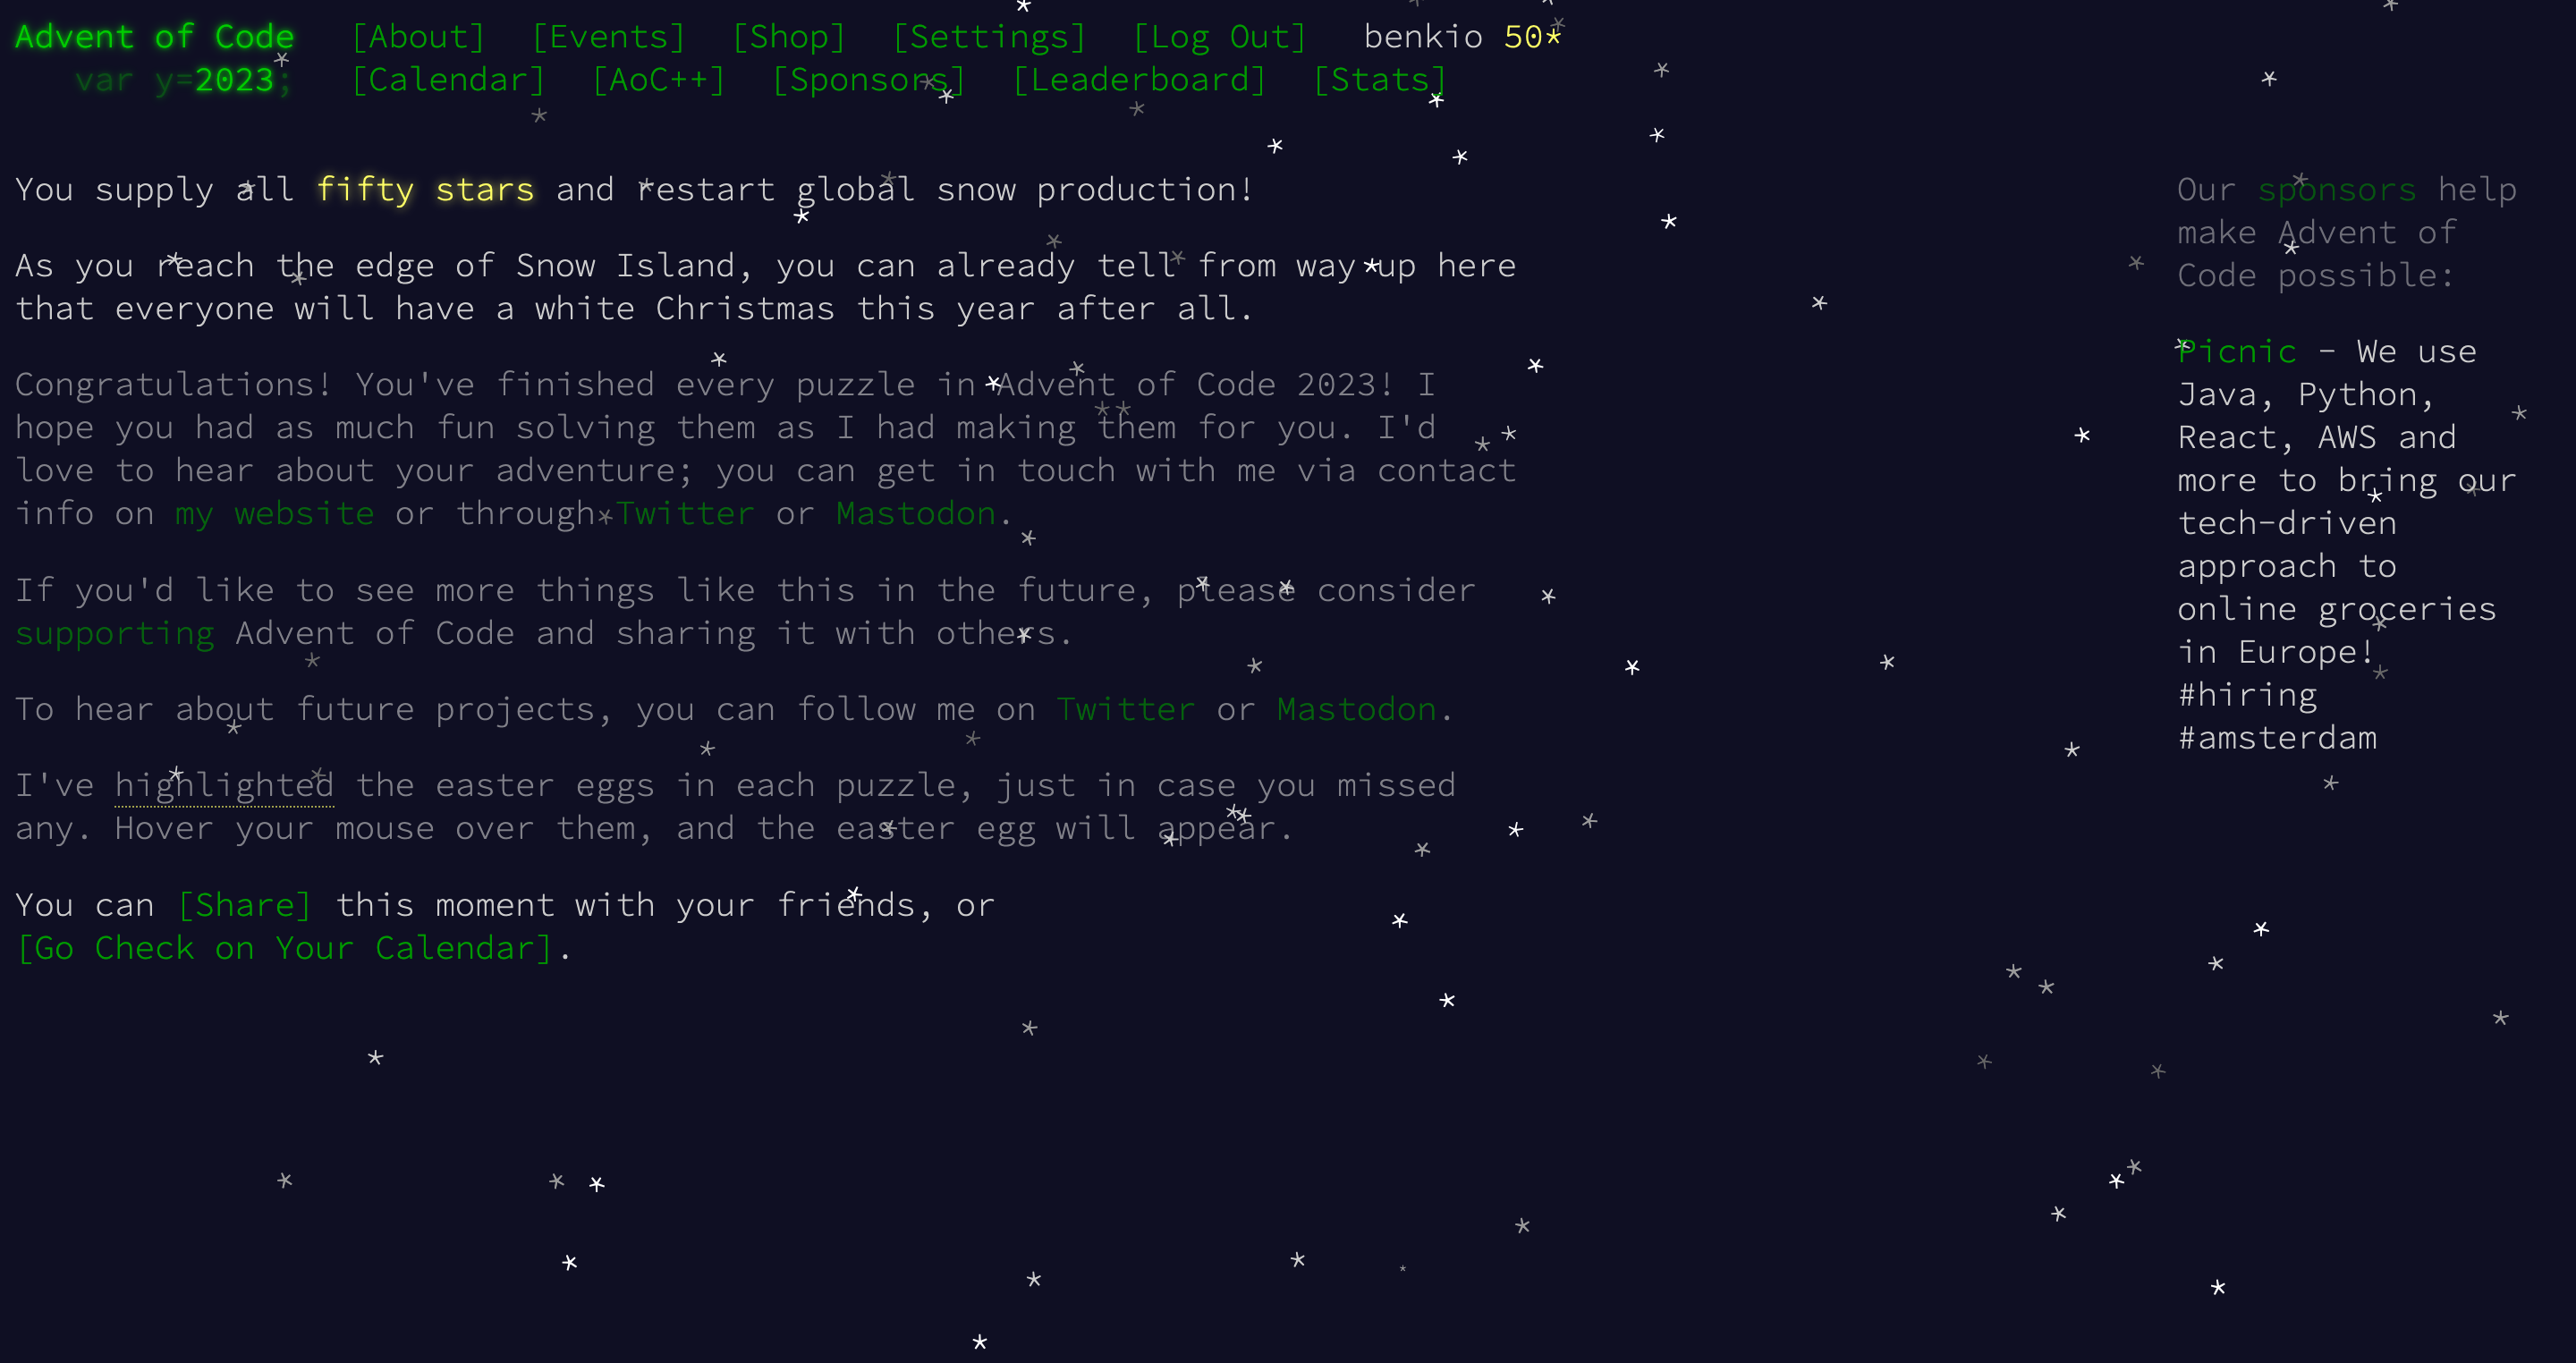 Advent of Code [About] [Events] [Shop] [Settings] [Log Out] benkio 50*
var y=2023; [Calendar] [AoC++] [Sponsors] [Leaderboard] [Stats]
You supply all fifty stars and restart global snow production!
As you reach the edge of Snow Island, you can already tell from way up here
that everyone will have a white Christmas this year after all.
Congratulations! You've finished every puzzle in Advent of Code 2023! I
hope you had as much fun solving them as I had making them for you. I'd
love to hear about your adventure; you can get in touch with me via contact
info on my website or through Twitter or Mastodon.
If you'd like to see more things like this in the future, please consider
supporting Advent of Code and sharing it with others.
To hear about future projects, you can follow me on Twitter or Mastodon.
I've highlighted the easter eggs in each puzzle, just in case you missed
any. Hover your mouse over them, and the easter egg will appear.
You can [Share] this moment with your friends, or
[Go Check on Your Calendar].
Our sponsors help
make Advent of
Code possible:
Picnic - We use
Java, Python,
React, AWS and
more to bring our
tech-driven
approach to
online groceries
in Europe!
#hiring
#amsterdam